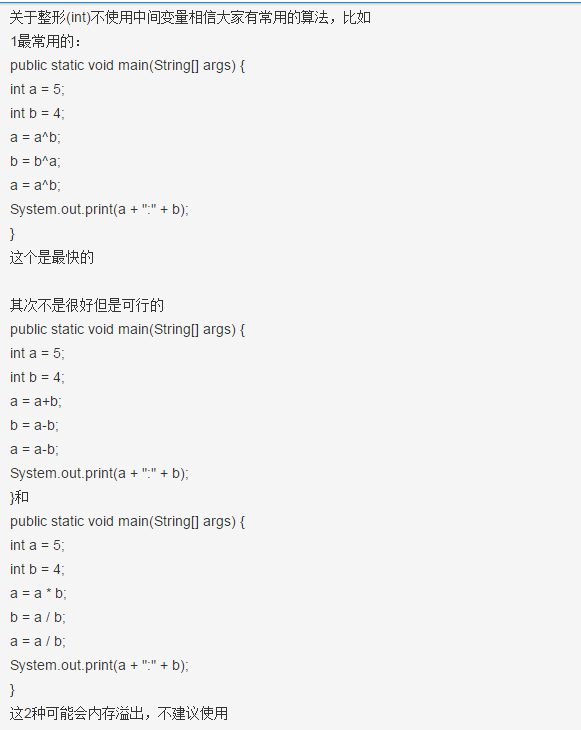 关于整形(int)不使用中间变量相信大家有常用的算法，比如
1最常用的：
public static void main(String[] args) {
int a = 5;
int b = 4;
a = a^b;
b = b^a;
a = a^b;
System.out.print(a + ":" + b);
}
这个是最快的
其次不是很好但是可行的
public static void main(String[] args) {
int a = 5;
int b = 4;
a = a+b;
b = a-b;
a = a-b;
System.out.print(a + ":" + b);
}和
public static void main(String[] args) {
int a = 5;
int b = 4;
a = a * b;
b = a / b;
a = a / b;
System.out.print(a + ":" + b);
}
这2种可能会内存溢出，不建议使用